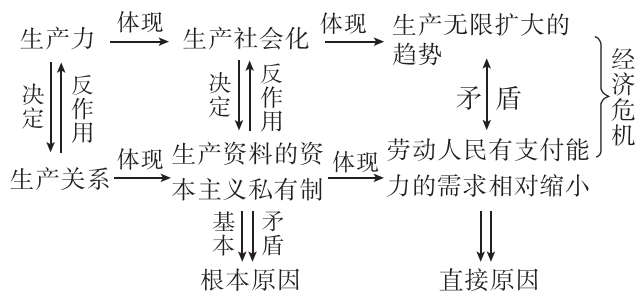 生产力
体现
生产社会化
体现
生产无限扩大的
趋势
决定
反作用
决定
反作用
矛盾
经济危机
生产关系
体现
生产资料的资
本主义私有制
体现
劳动人民有支付能
力的需求相对缩小
基本
矛盾
根本原因
直接原因